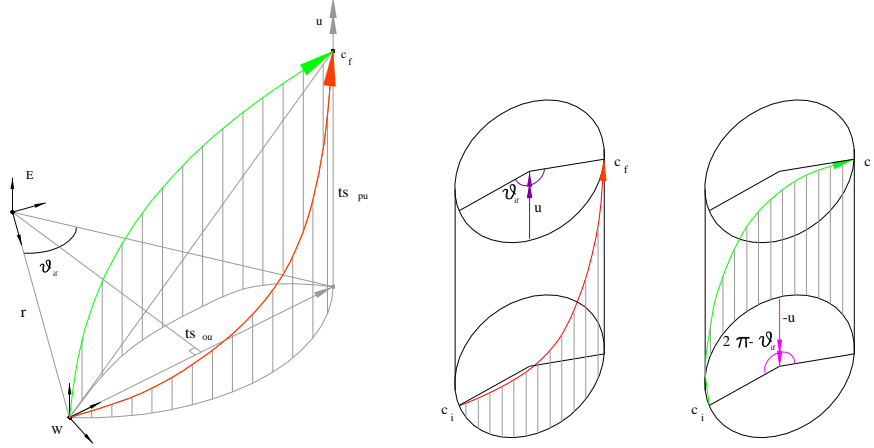 u
c f
E
ts pu
ϑ if
r
ts ou
W
c f
ϑ if
u
c i
c
-u
2 π- ϑ if
c i